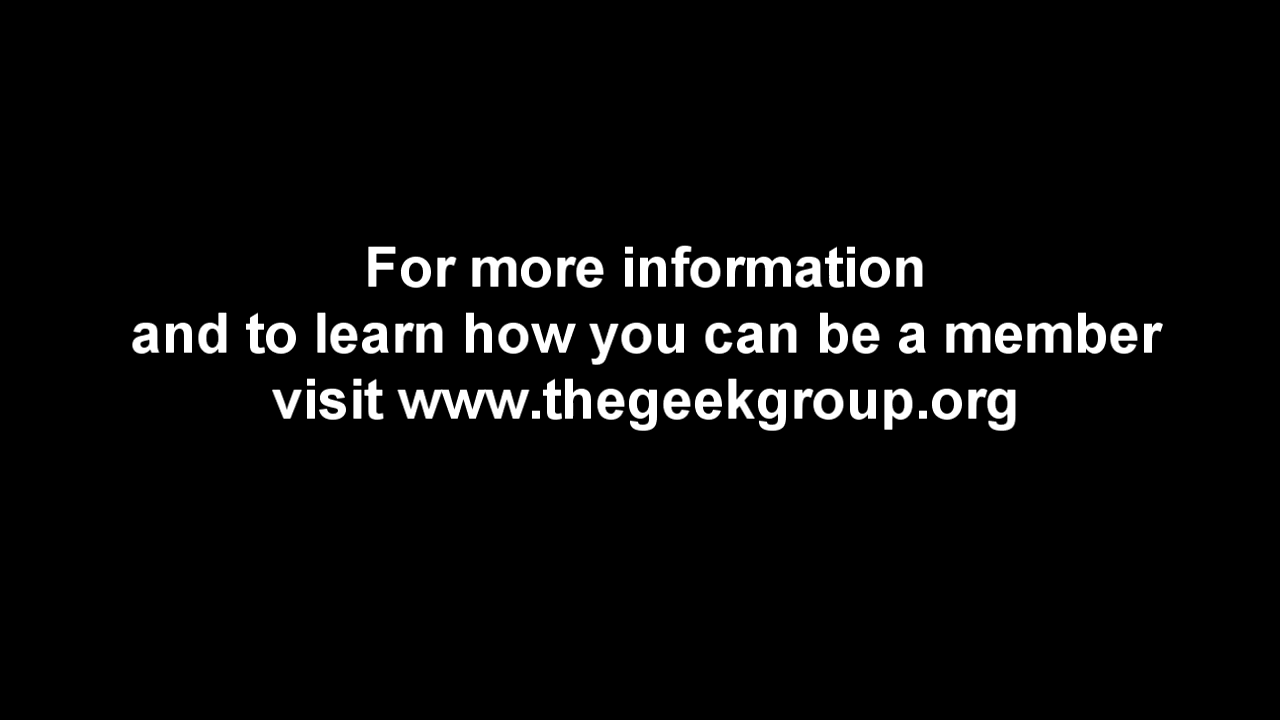 For more information
and to learn how you can be a member
visit www.thegeekgroup.org